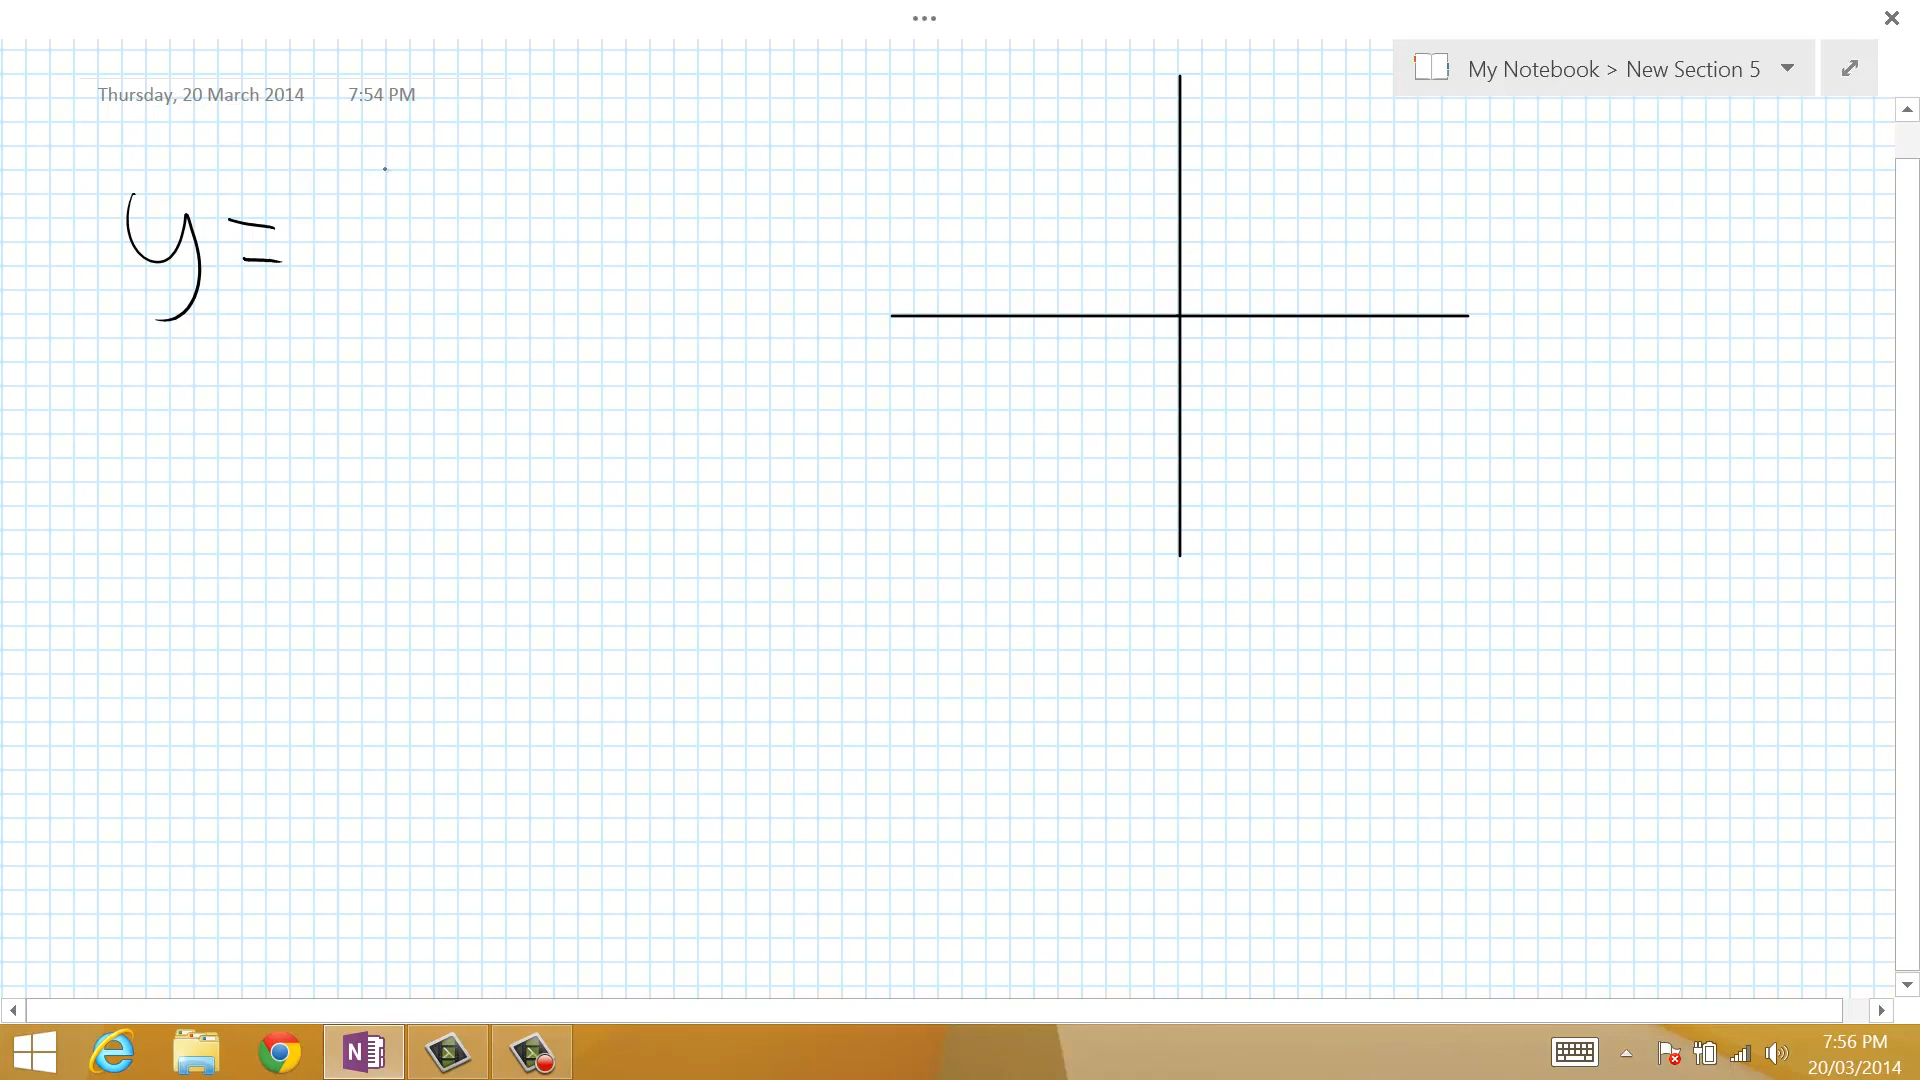 My Notebook > New Section 5
Thursday, 20 March 2014 7:54 PM
y =
7:56 PM
20/03/2014